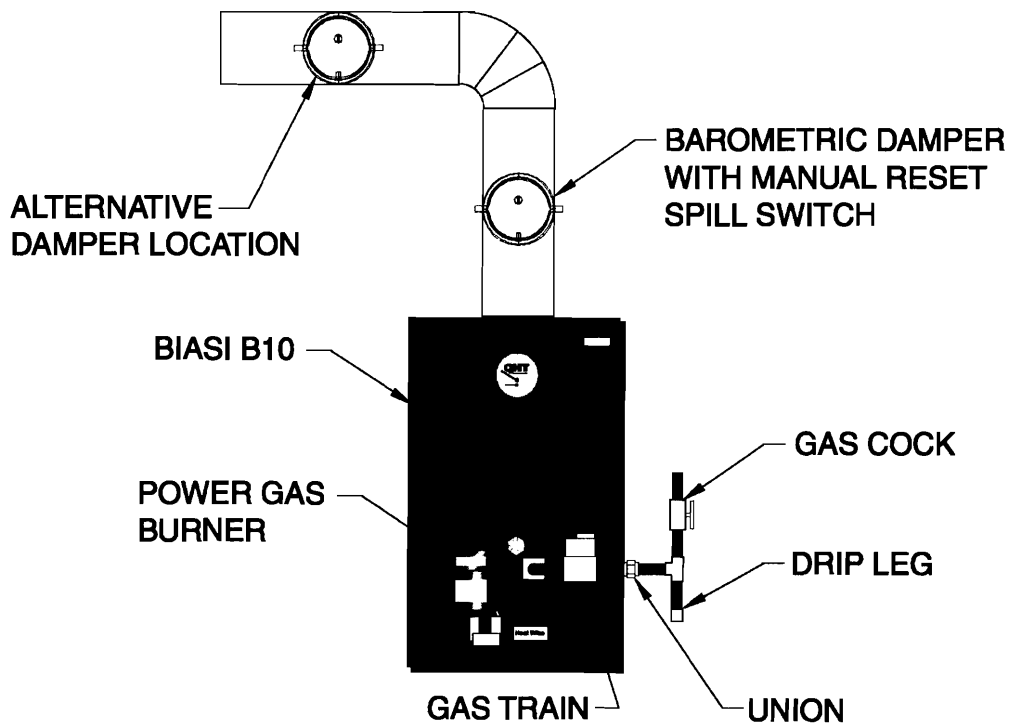 BAROMETRIC DAMPER
WITH MANUAL RESET
SPILL SWITCH
ALTERNATIVE
DAMPER LOCATION
BIASI B10
QHT
GAS COCK
POWER GAS
BURNER
DRIP LEG
GAS TRAIN
UNION